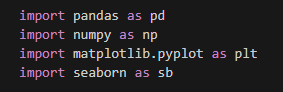 import pandas as pd
import numpy as np
import matplotlib.pyplot as plt
import seaborn as sb